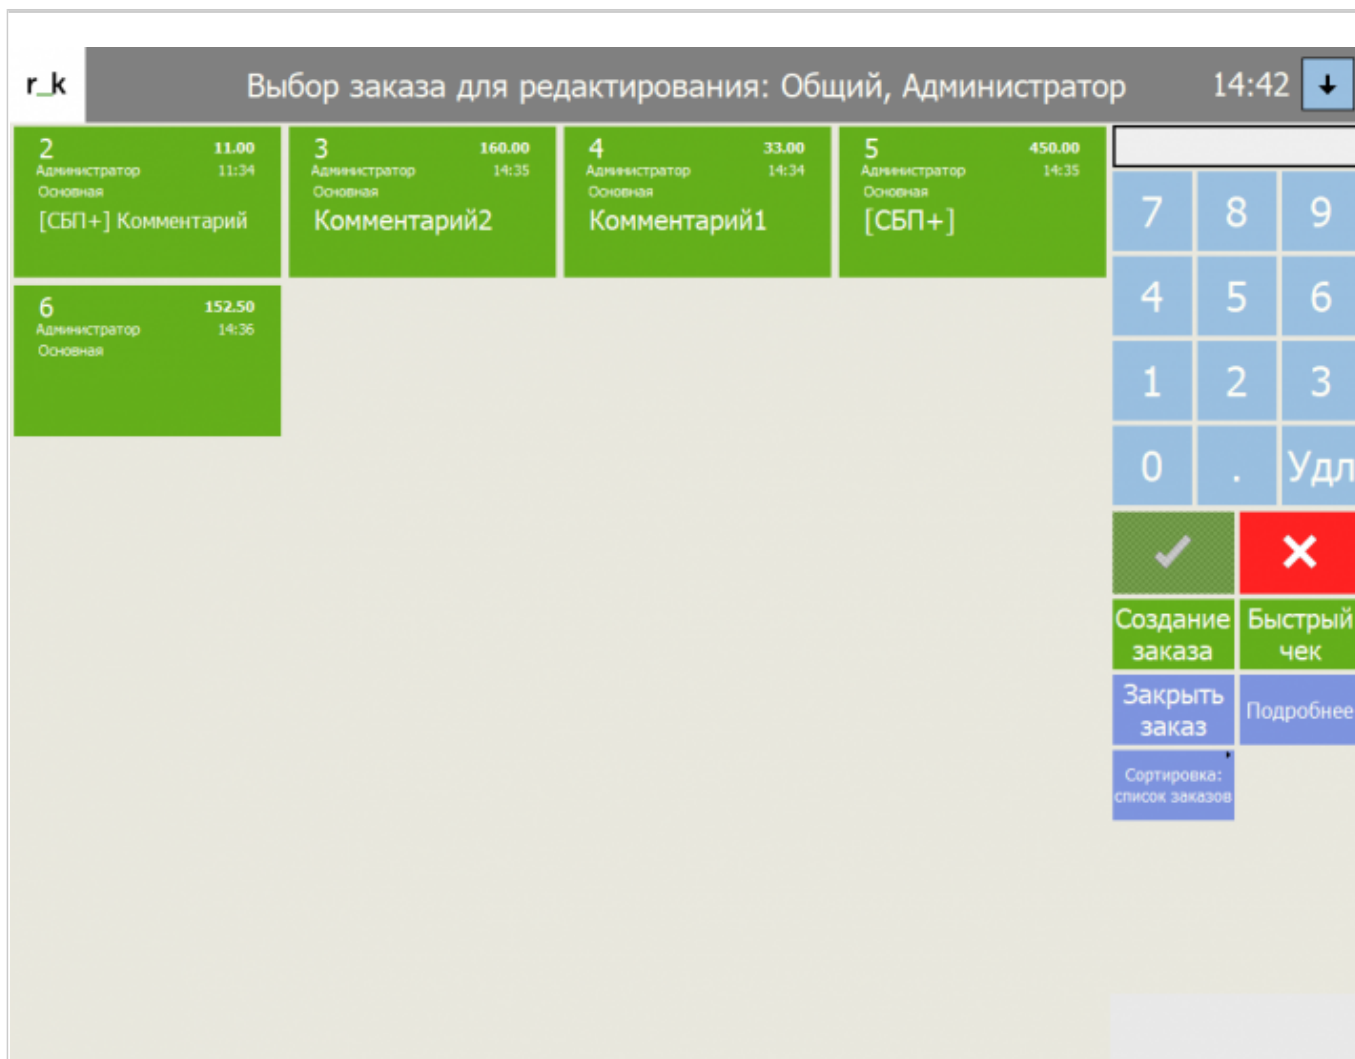 r_k
Выбор заказа для редактирования: Общий, Администратор
14:42
2 11.00
Администратор 11:34
Основная
[СБП+] Комментарий
3 160.00
Администратор 14:35
Основная
Комментарий2
4 33.00
Администратор 14:34
Основная
Комментарий1
5 450.00
Администратор 14:35
Основная
[СБП+]
6 152.50
Администратор 14:36
Основная
7 8 9
4 5 6
1 2 3
0 . Удл
Создание
заказа
Быстрый
чек
Закрыть
заказ
Подробнее
Сортировка:
список заказов